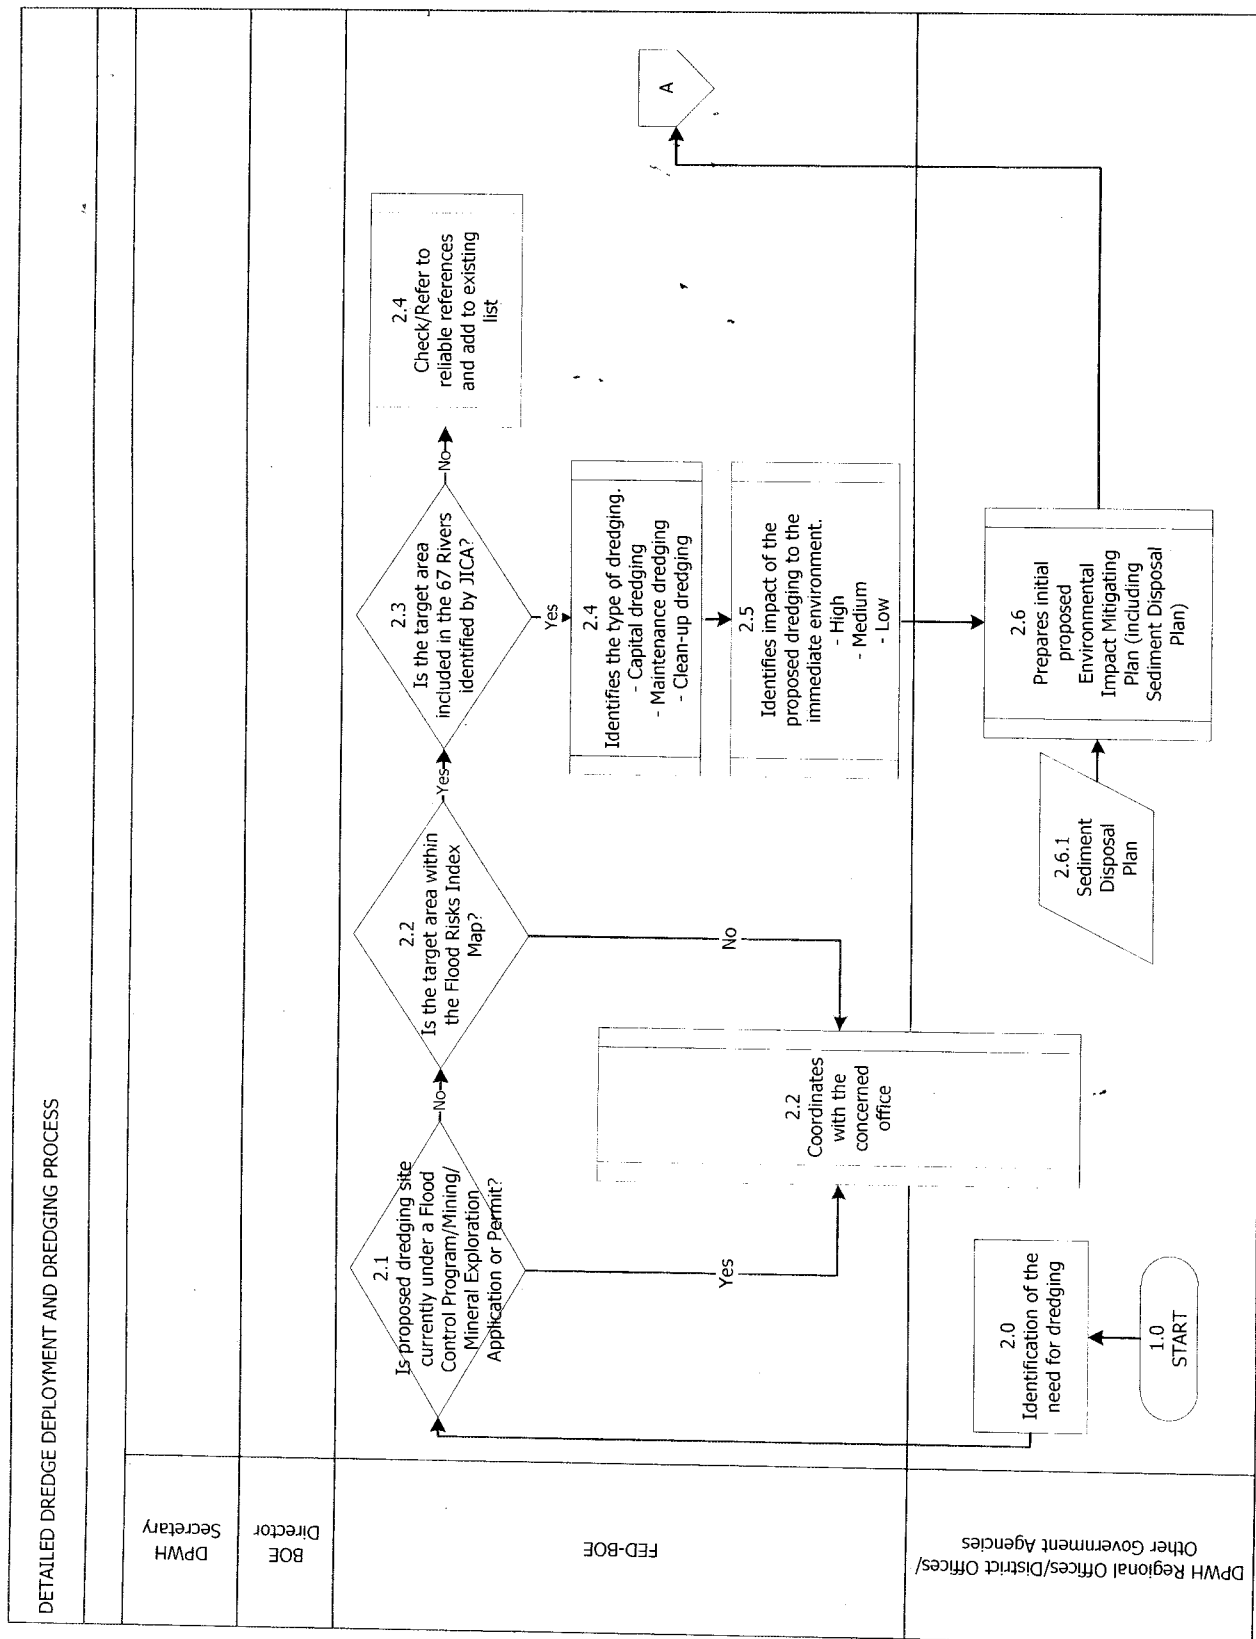 DETAILED DREDGE DEPLOYMENT AND DREDGING PROCESS
DPWH
Secretary
BOE
Director
FED-BOE
DPWH Regional Offices/District Offices/
Other Government Agencies
1.0
START
2.0
Identification of the
need for dredging
2.1
Is proposed dredging site
currently under a Flood
Control Program/Mining/
Mineral Exploration
Application or Permit?
No
Yes
2.2
Coordinates
with the
concerned
office
2.2
Is the target area within
the Flood Risks Index
Map?
Yes
No
2.3
Is the target area
included in the 67 Rivers
identified by JICA?
No
Yes
2.4
Check/Refer to
reliable references
and add to existing
list
2.4
Identifies the type of dredging.
- Capital dredging
- Maintenance dredging
- Clean-up dredging
2.5
Identifies impact of the
proposed dredging to the
immediate environment.
- High
- Medium
- Low
2.6.1
Sediment
Disposal
Plan
2.6
Prepares initial
proposed
Environmental
Impact Mitigating
Plan (including
Sediment Disposal
Plan)
A